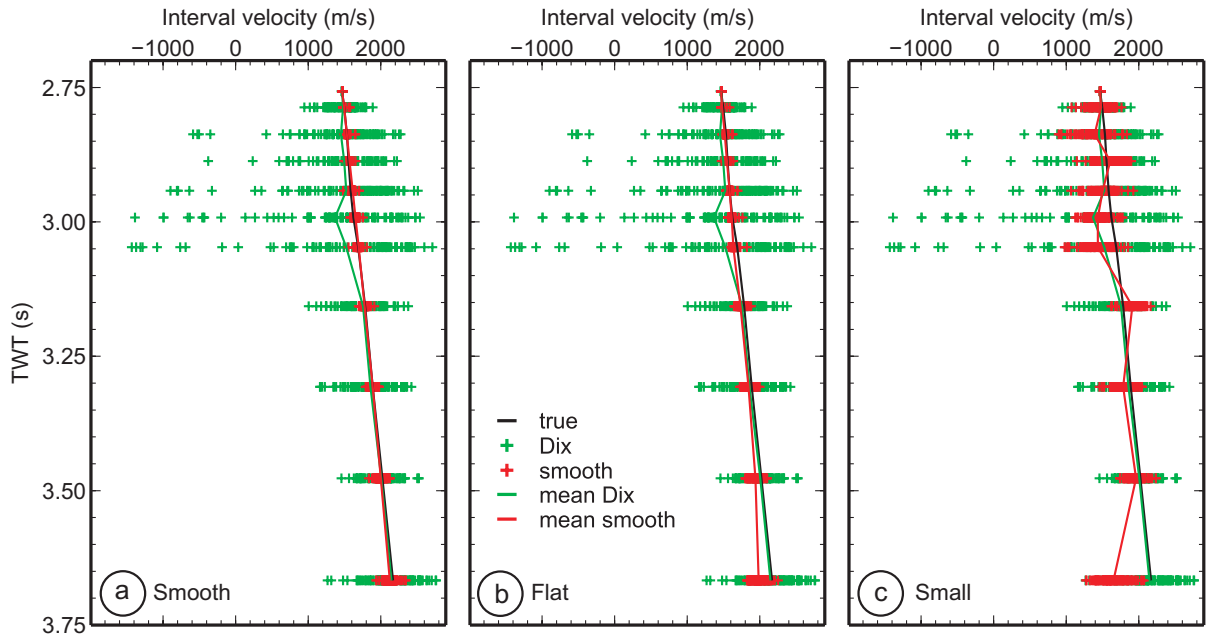 Interval velocity (m/s) Interval velocity (m/s) Interval velocity (m/s)
−1000 0 1000 2000 −1000 0 1000 2000 −1000 0 1000 2000
2.75
3.00
3.25
3.50
3.75
TWT (s)
true
Dix
smooth
mean Dix
mean smooth
a Smooth
b Flat
c Small